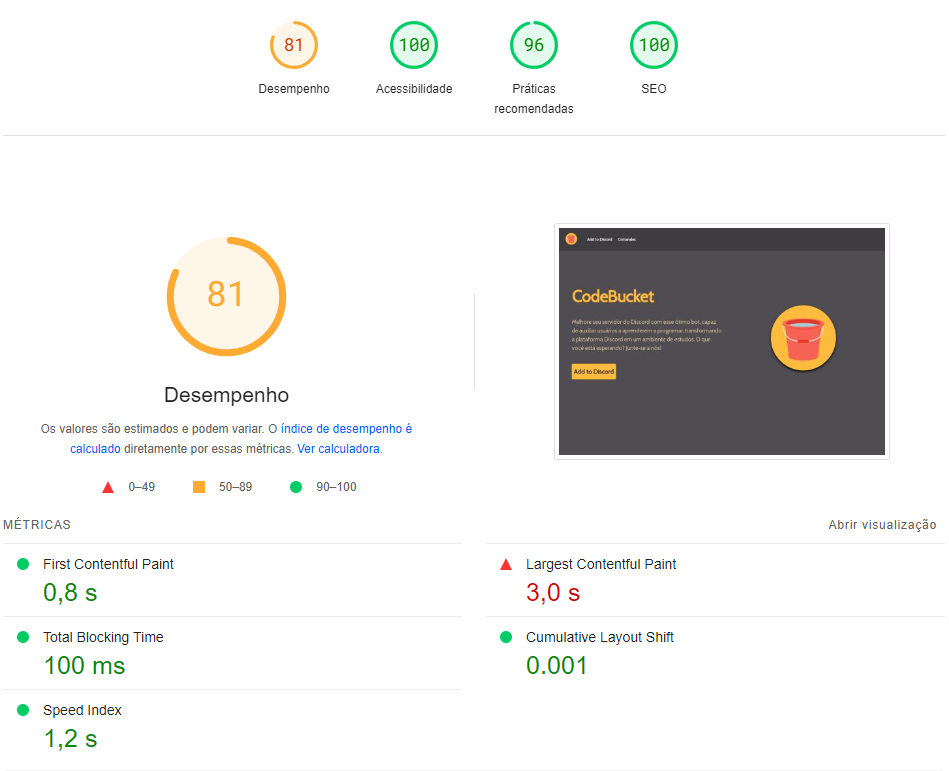 81
100
96
100
Desempenho
Acessibilidade
Práticas
recomendadas
SEO
81
Desempenho
Os valores são estimados e podem variar. O índice de desempenho é
calculado diretamente por essas métricas. Ver calculadora.
0–49
50–89
90–100
Add to Discord
Comandos
CodeBucket
Melhore seu servidor do Discord com esse ótimo bot, capaz
de auxiliar usuários a aprenderem a programar, transformando
a plataforma Discord em um ambiente de estudos. O que
você está esperando? Junte-se a nós!
Add to Discord
MÉTRICAS
Abrir visualização
First Contentful Paint
0,8 s
Largest Contentful Paint
3,0 s
Total Blocking Time
100 ms
Cumulative Layout Shift
0.001
Speed Index
1,2 s